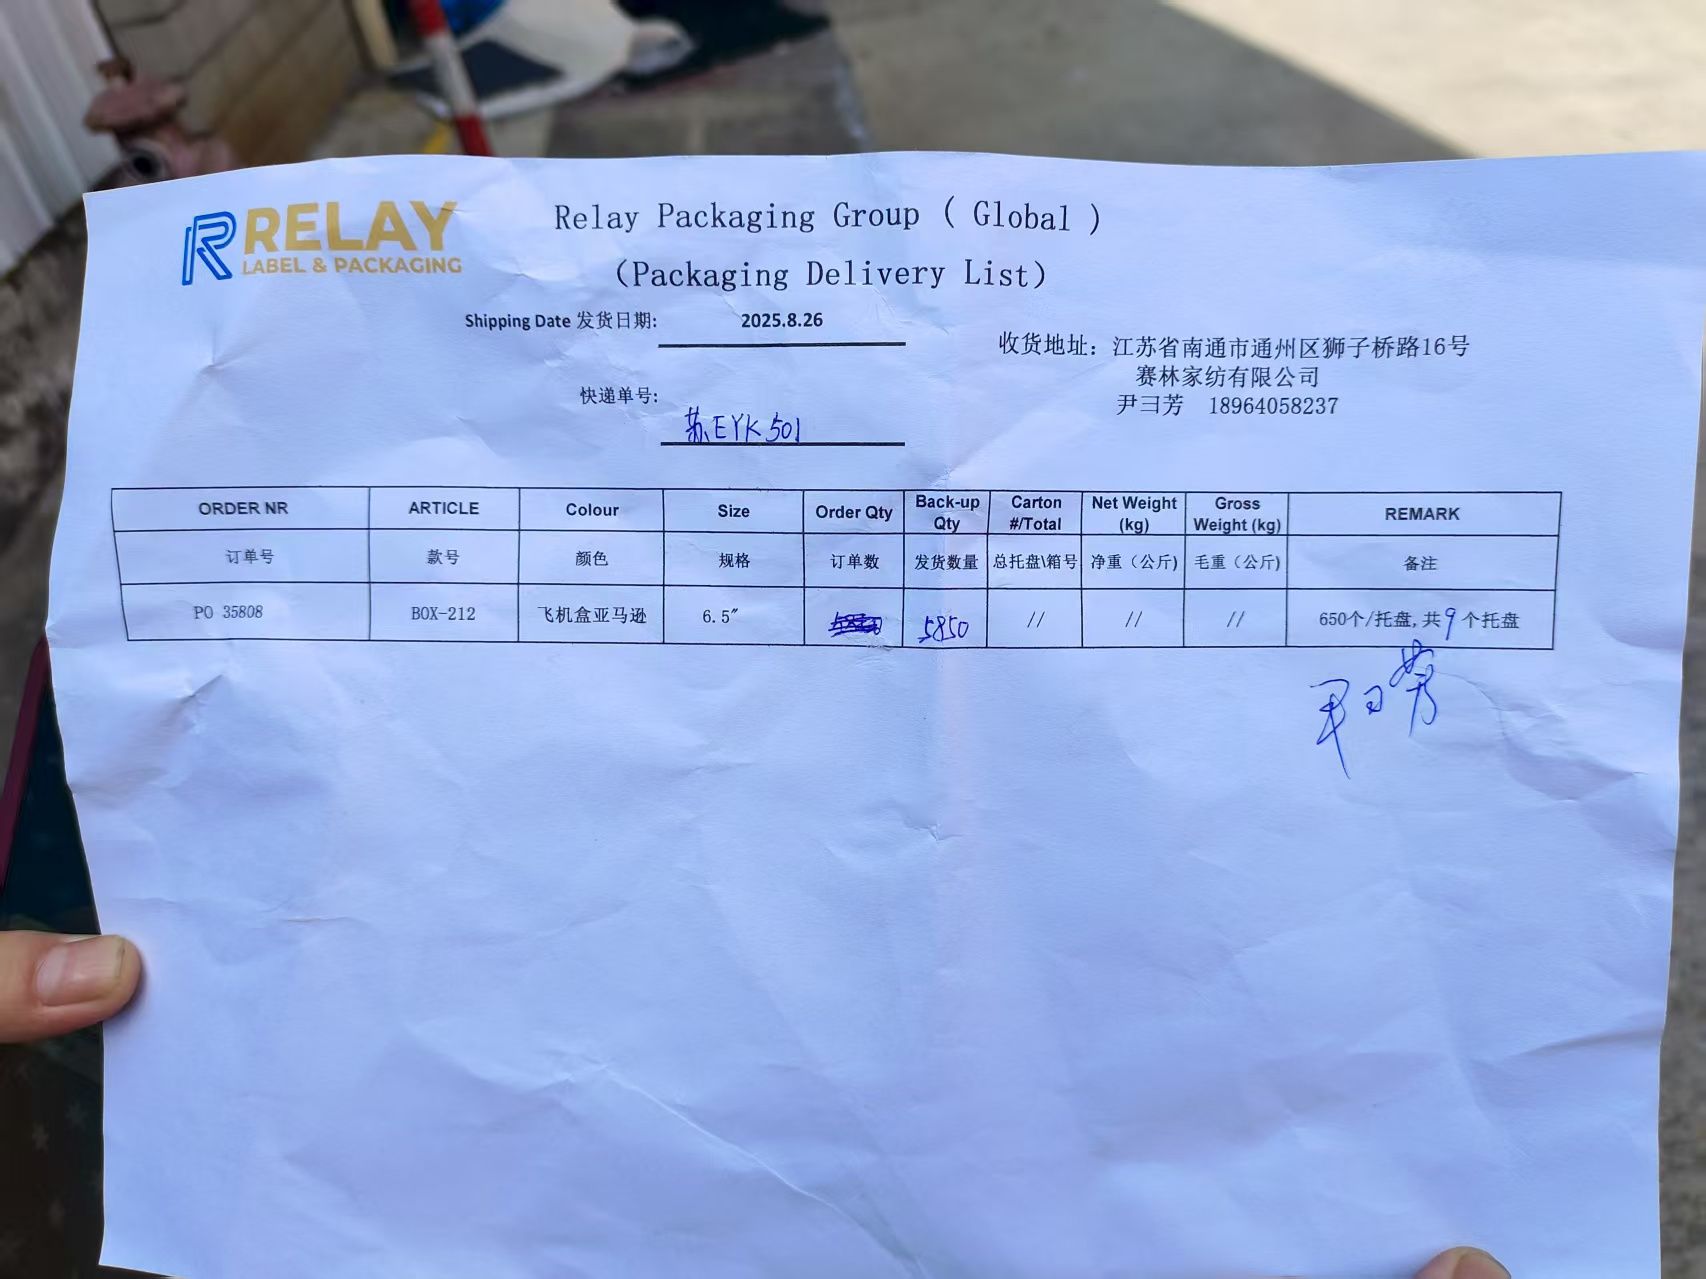 RELAY
LABEL & PACKAGING
Relay Packaging Group ( Global )
(Packaging Delivery List)
Shipping Date 发货日期: 2025.8.26
收货地址: 江苏省南通市通州区狮子桥路16号
赛林家纺有限公司
尹彐芳 18964058237
快递单号: 苏EYK501
ORDER NR ARTICLE Colour Size Order Qty Back-up Qty Carton #/Total Net Weight (kg) Gross Weight (kg) REMARK
订单号 款号 颜色 规格 订单数 发货数量 总托盘\箱号 净重（公斤) 毛重（公斤) 备注
PO 35808 BOX-212 飞机盒亚马逊 6.5" 5850 // // // 650个/托盘,共9个托盘
尹彐芳